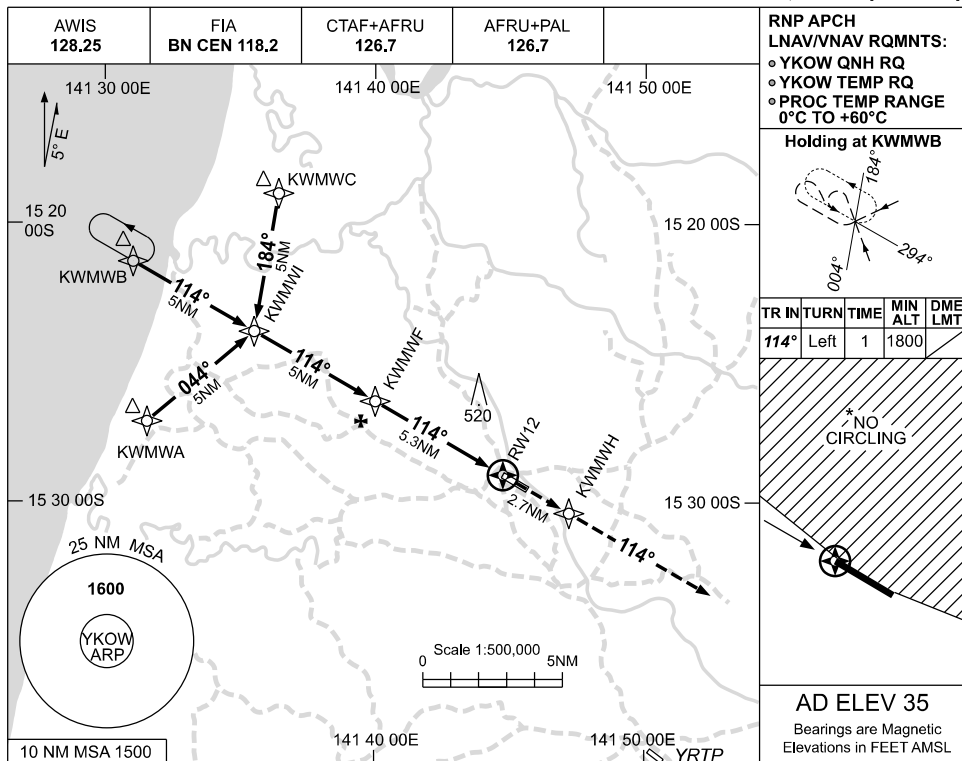 AWIS
128.25
FIA
BN CEN 118.2
CTAF+AFRU
126.7
AFRU+PAL
126.7
RNP APCH
LNAV/VNAV RQMNTS:
YKOW QNH RQ
YKOW TEMP RQ
PROC TEMP RANGE
0°C TO +60°C
Holding at KWMWB
184°
294°
004°
TR IN TURN TIME MIN ALT DME LMT
114° Left 1 1800
*NO
CIRCLING
AD ELEV 35
Bearings are Magnetic
Elevations in FEET AMSL
141 30 00E
141 40 00E
141 50 00E
5° E
KWMWC
15 20
00S
15 20 00S
184°
5NM
KWMWB
114°
5NM
KWMWI
044°
5NM
KWMWA
114°
5NM
KWMWF
520
114°
5.3NM
RW12
KWMWH
2.7NM
114°
15 30 00S
15 30 00S
25 NM MSA
1600
YKOW
ARP
Scale 1:500,000
0 5NM
10 NM MSA 1500
141 40 00E
141 50 00E
YRTP